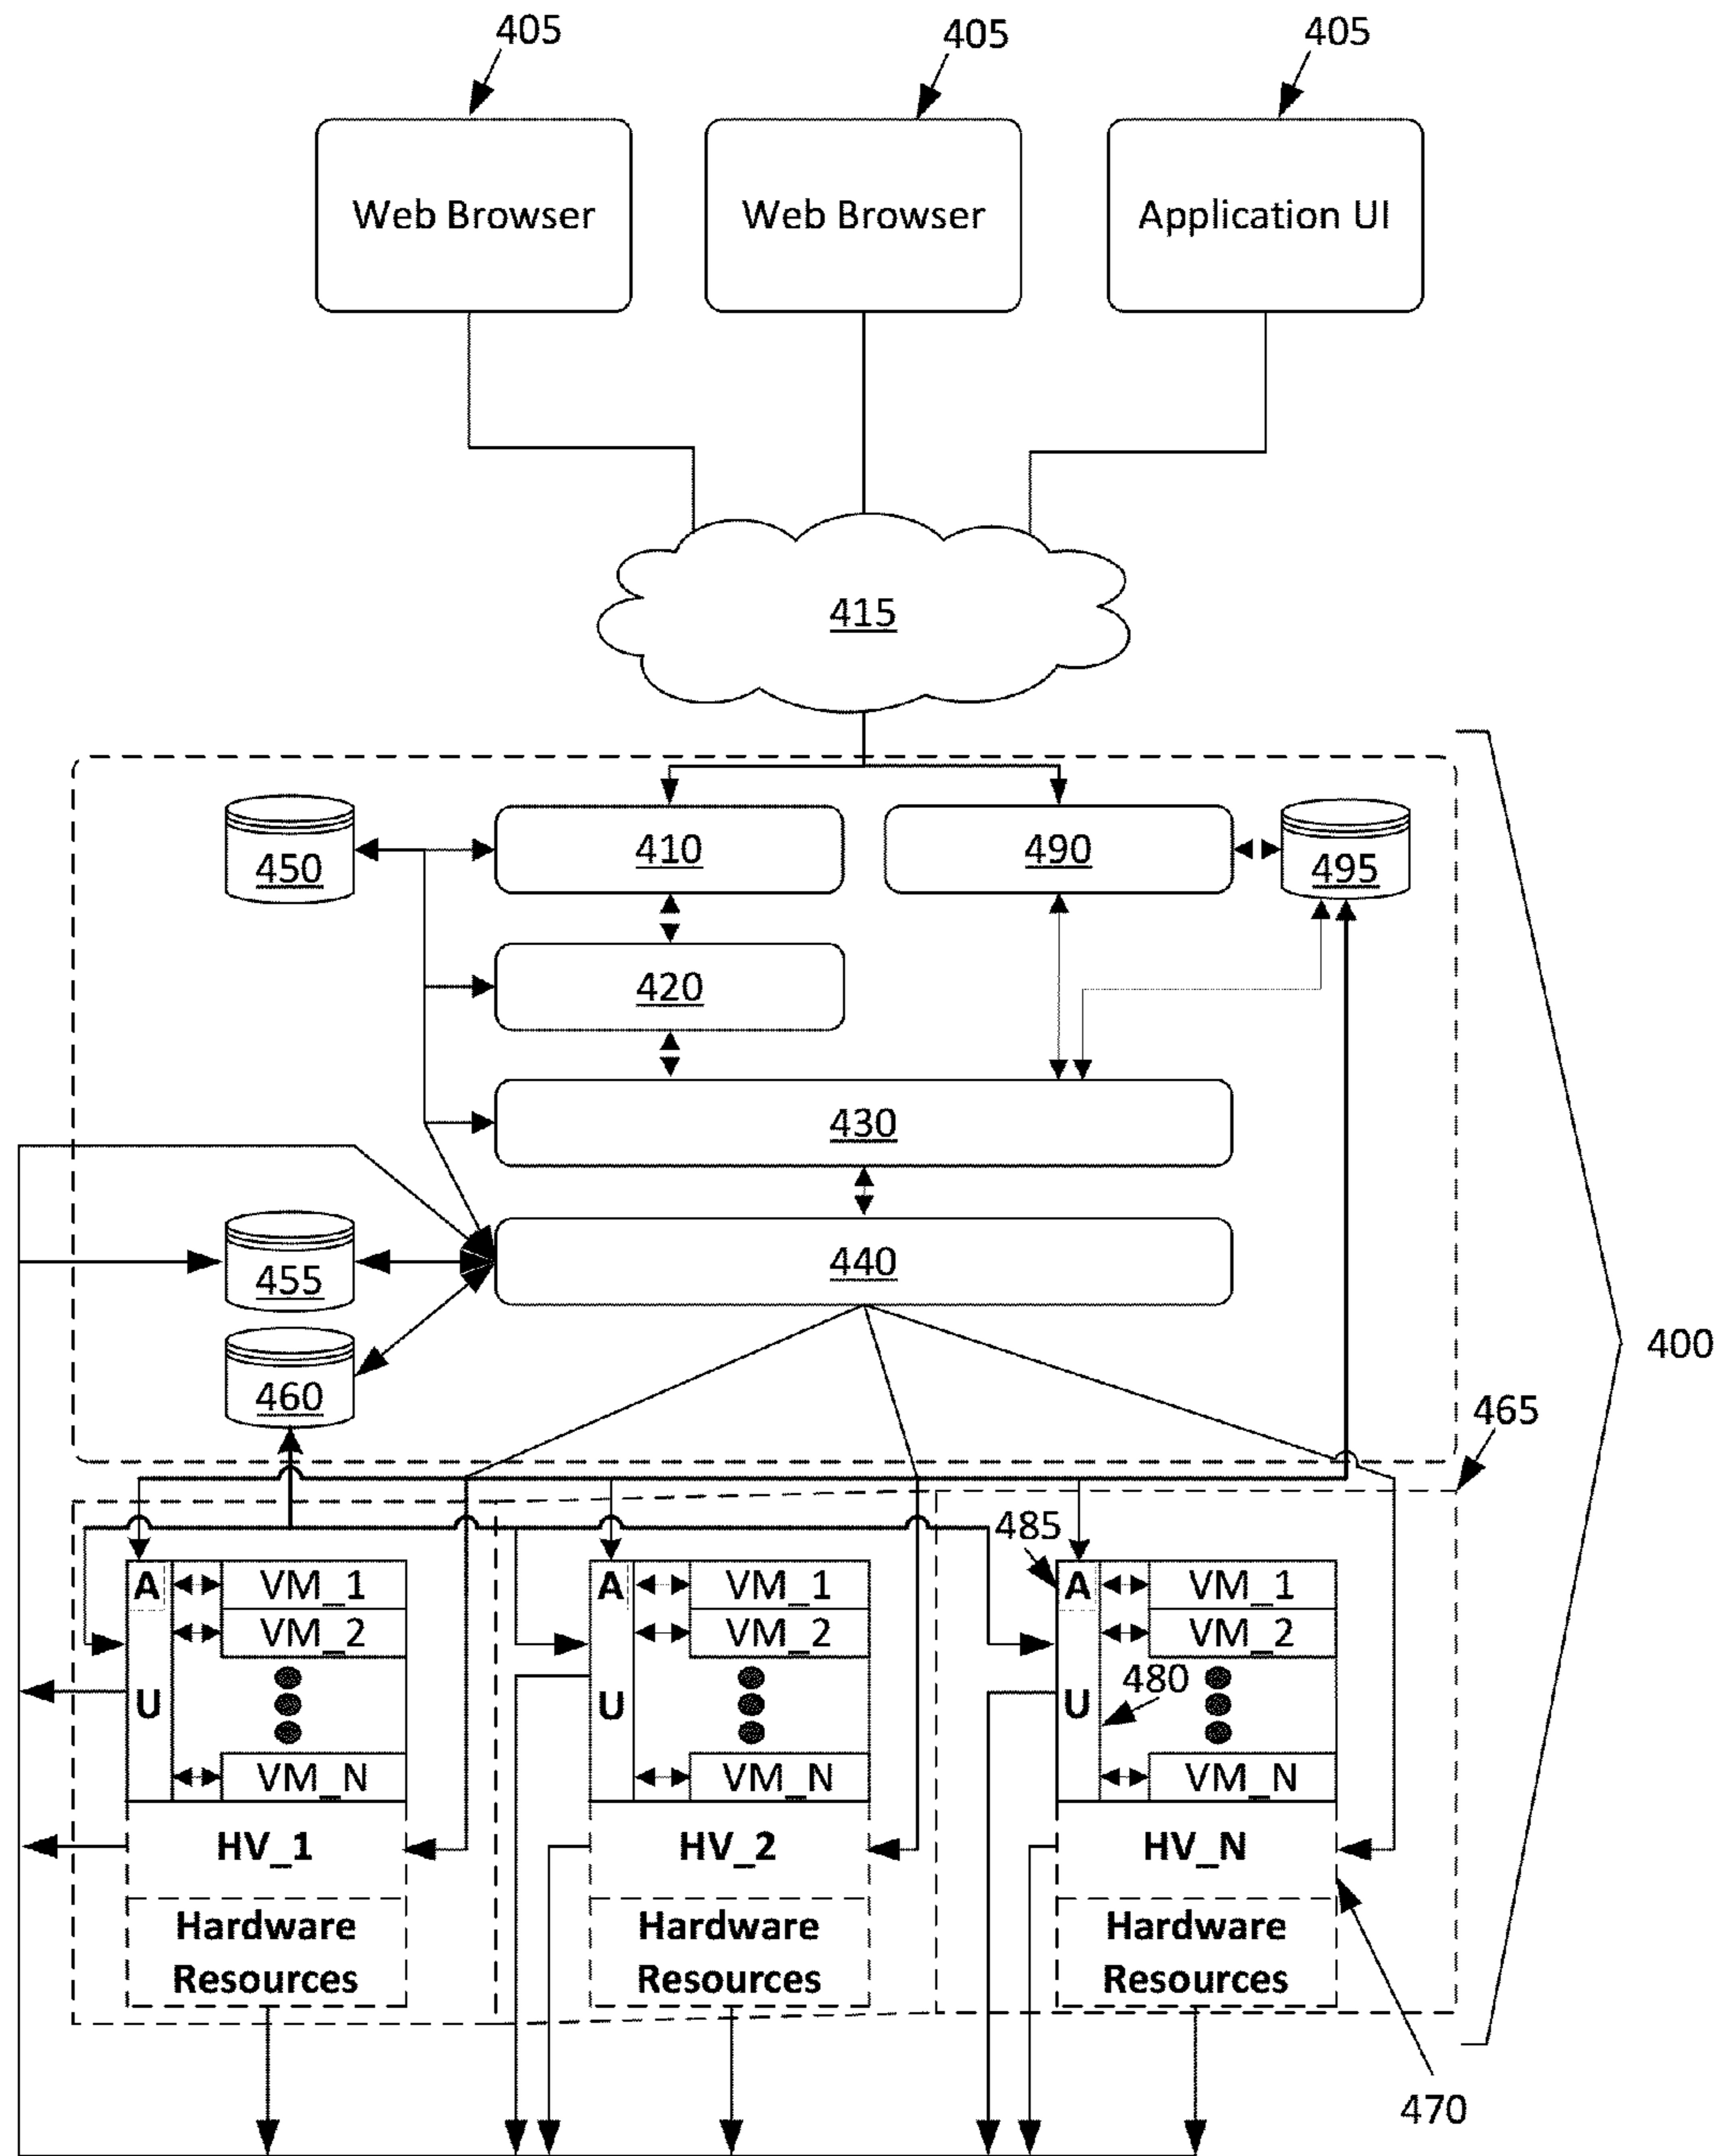 405
405
405
Web Browser
Web Browser
Application UI
415
450
410
490
495
420
430
455
440
460
400
465
485
A
VM_1
VM_2
U
VM_N
HV_1
Hardware
Resources
A
VM_1
VM_2
U
VM_N
HV_2
Hardware
Resources
A
VM_1
VM_2
480
U
VM_N
HV_N
Hardware
Resources
470